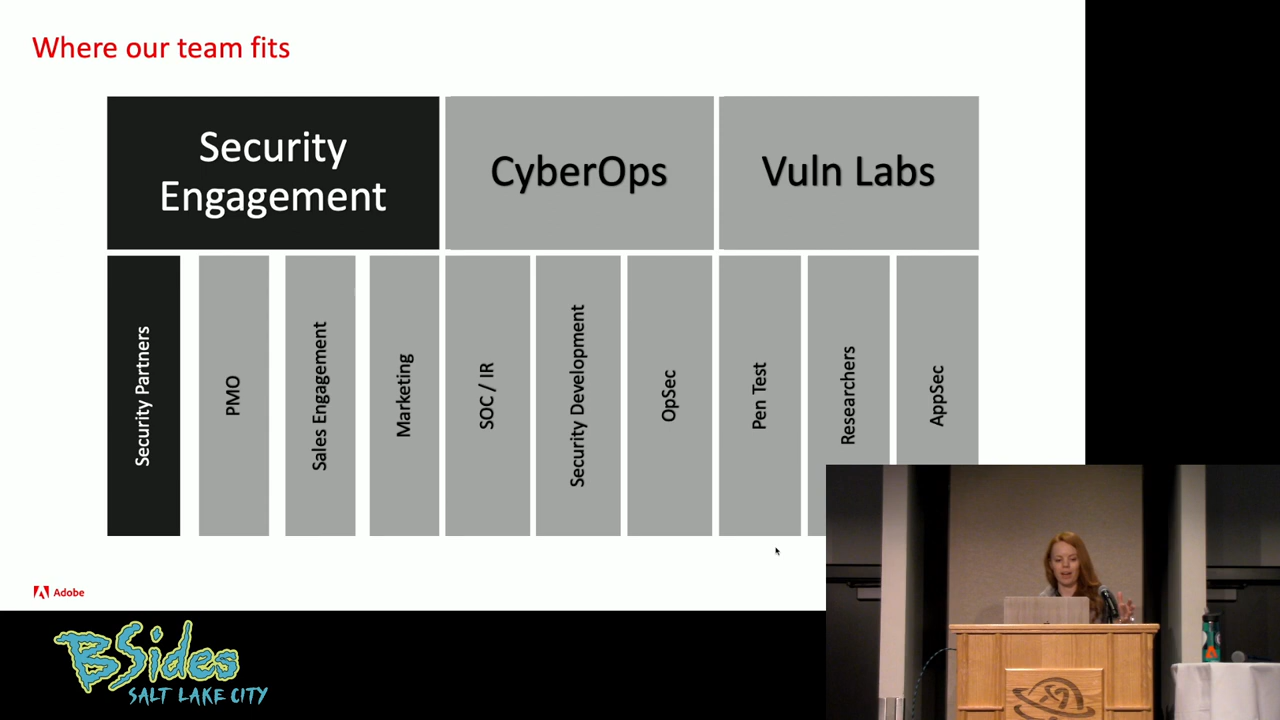 Where our team fits
Security
Engagement
CyberOps
Vuln Labs
Security Partners
PMO
Sales Engagement
Marketing
SOC / IR
Security Development
OpSec
Pen Test
Researchers
AppSec
Adobe
BSides
SALT LAKE CITY